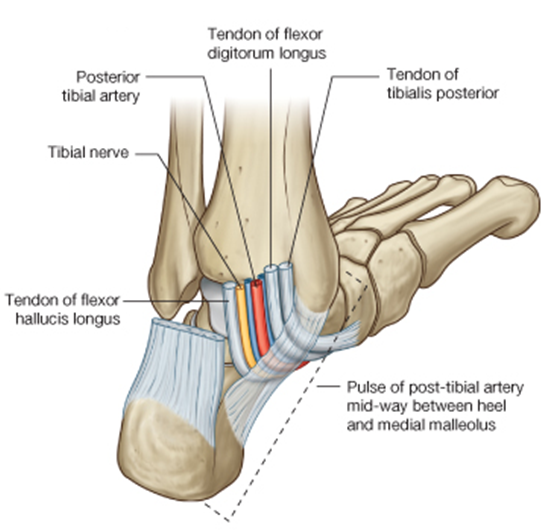 Tendon of flexor
digitorum longus
Posterior
tibial artery
Tendon of
tibialis posterior
Tibial nerve
Tendon of flexor
hallucis longus
Pulse of post-tibial artery
mid-way between heel
and medial malleolus